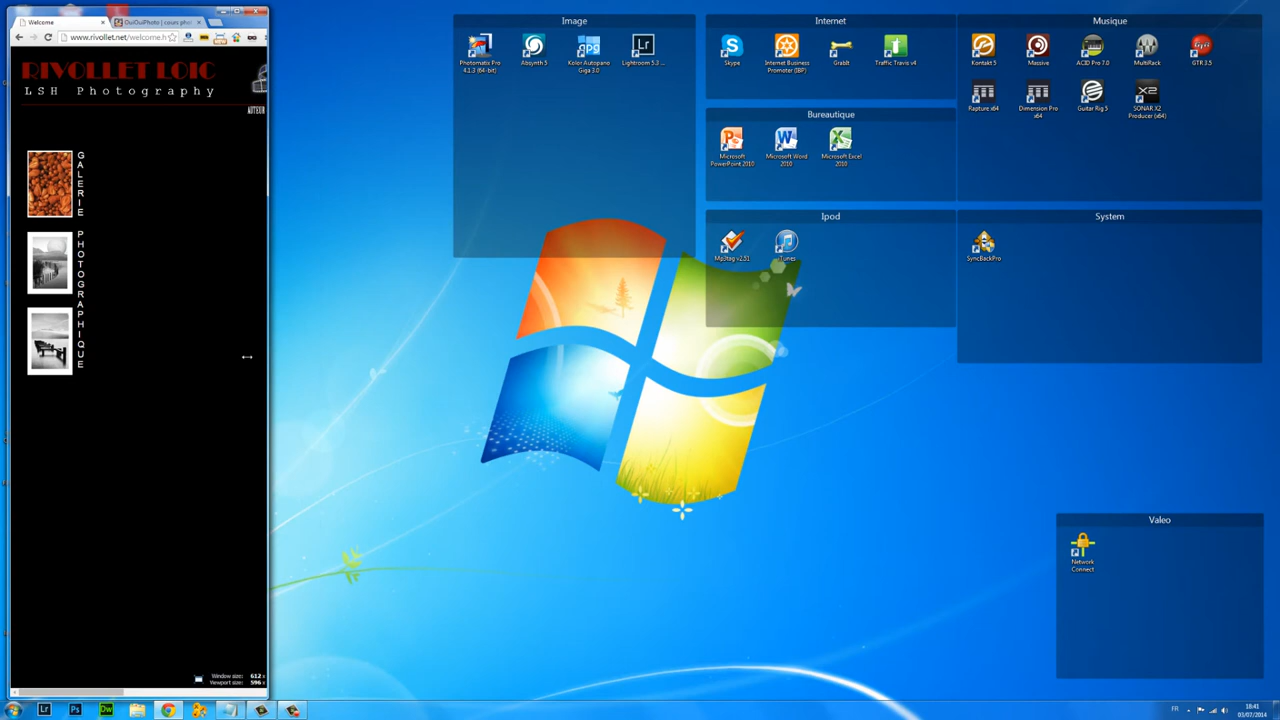 Welcome
OuiOuiPhoto | cours phot
www.rivollet.net/welcome.h
RIVOLLET LOIC
LSH Photography
AUTEUR
GALERIE
PHOTOGRAPHIQUE
Window size: 612 x
Viewport size: 596 x
Image
Photomatix Pro 4.1.3 (64-bit)
Absynth 5
Kolor Autopano Giga 3.0
Lightroom 5.3 ...
Internet
Skype
Internet Business Promoter (IBP)
GrabIt
Traffic Travis v4
Bureautique
Microsoft PowerPoint 2010
Microsoft Word 2010
Microsoft Excel 2010
Ipod
Mp3tag v2.51
iTunes
Musique
Kontakt 5
Massive
ACID Pro 7.0
MultiRack
GTR 3.5
Rapture x64
Dimension Pro x64
Guitar Rig 5
SONAR X2 Producer (x64)
System
SyncBackPro
Valeo
Network Connect
FR
18:41
03/07/2014